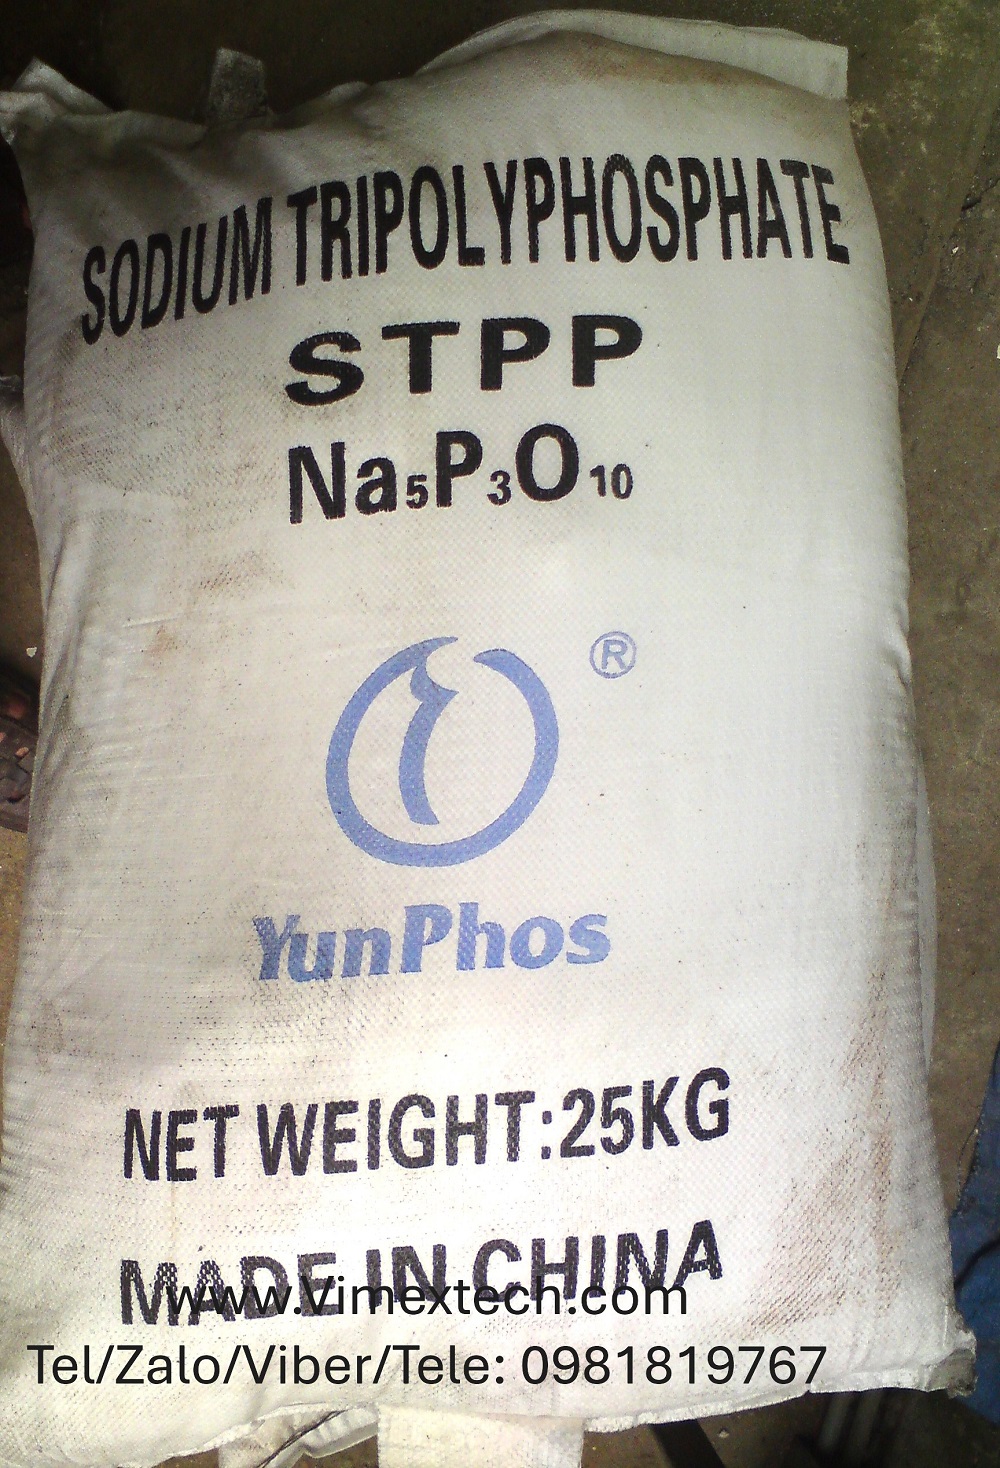 SODIUM TRIPOLYPHOSPHATE
STPP
Na₅P₃O₁₀
®
YunPhos
NET WEIGHT:25KG
MADE IN CHINA
www.Vimextech.com
Tel/Zalo/Viber/Tele: 0981819767